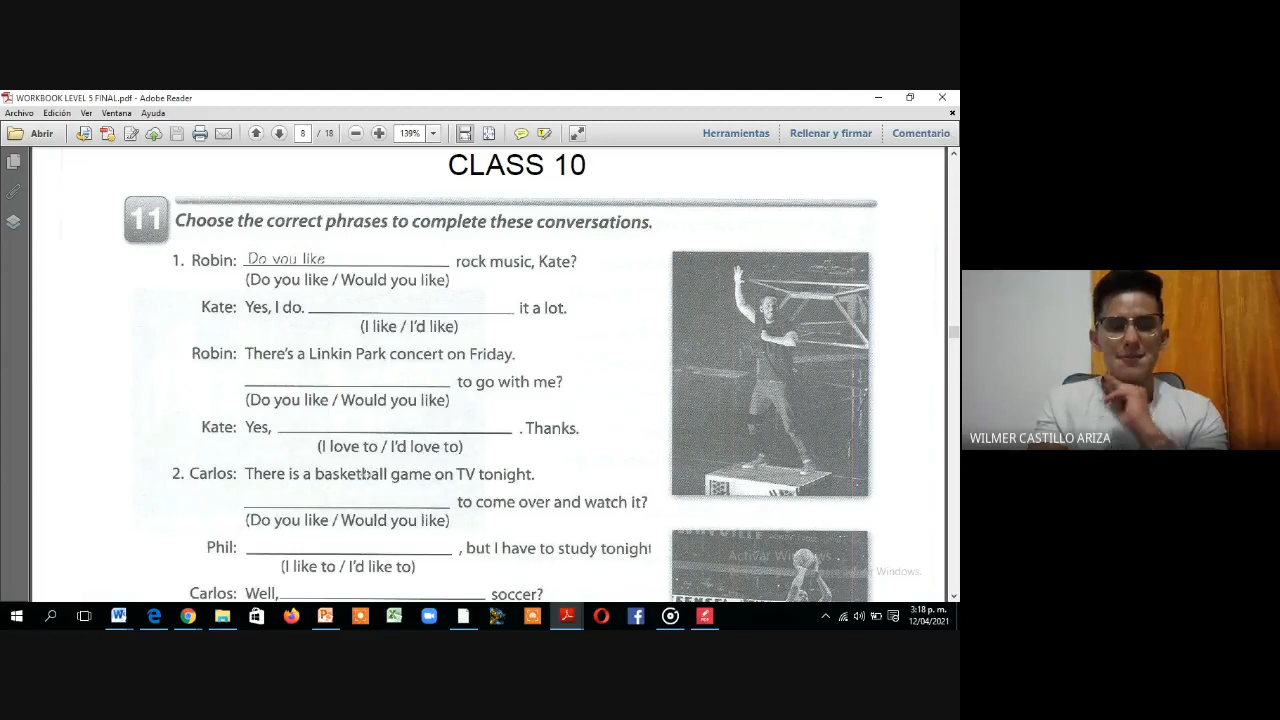 WORKBOOK LEVEL 5 FINAL.pdf - Adobe Reader
Archivo Edición Ver Ventana Ayuda
Abrir 8 / 18 139% Herramientas Rellenar y firmar Comentario
CLASS 10
11 Choose the correct phrases to complete these conversations.
1. Robin: Do you like rock music, Kate?
(Do you like / Would you like)
Kate: Yes, I do. it a lot.
(I like / I'd like)
Robin: There's a Linkin Park concert on Friday.
to go with me?
(Do you like / Would you like)
Kate: Yes, . Thanks.
(I love to / I'd love to)
2. Carlos: There is a basketball game on TV tonight.
to come over and watch it?
(Do you like / Would you like)
Phil: , but I have to study tonight
(I like to / I'd like to)
Carlos: Well, soccer?
Activar Windows
Windows.
WILMER CASTILLO ARIZA
3:18 p. m.
12/04/2021